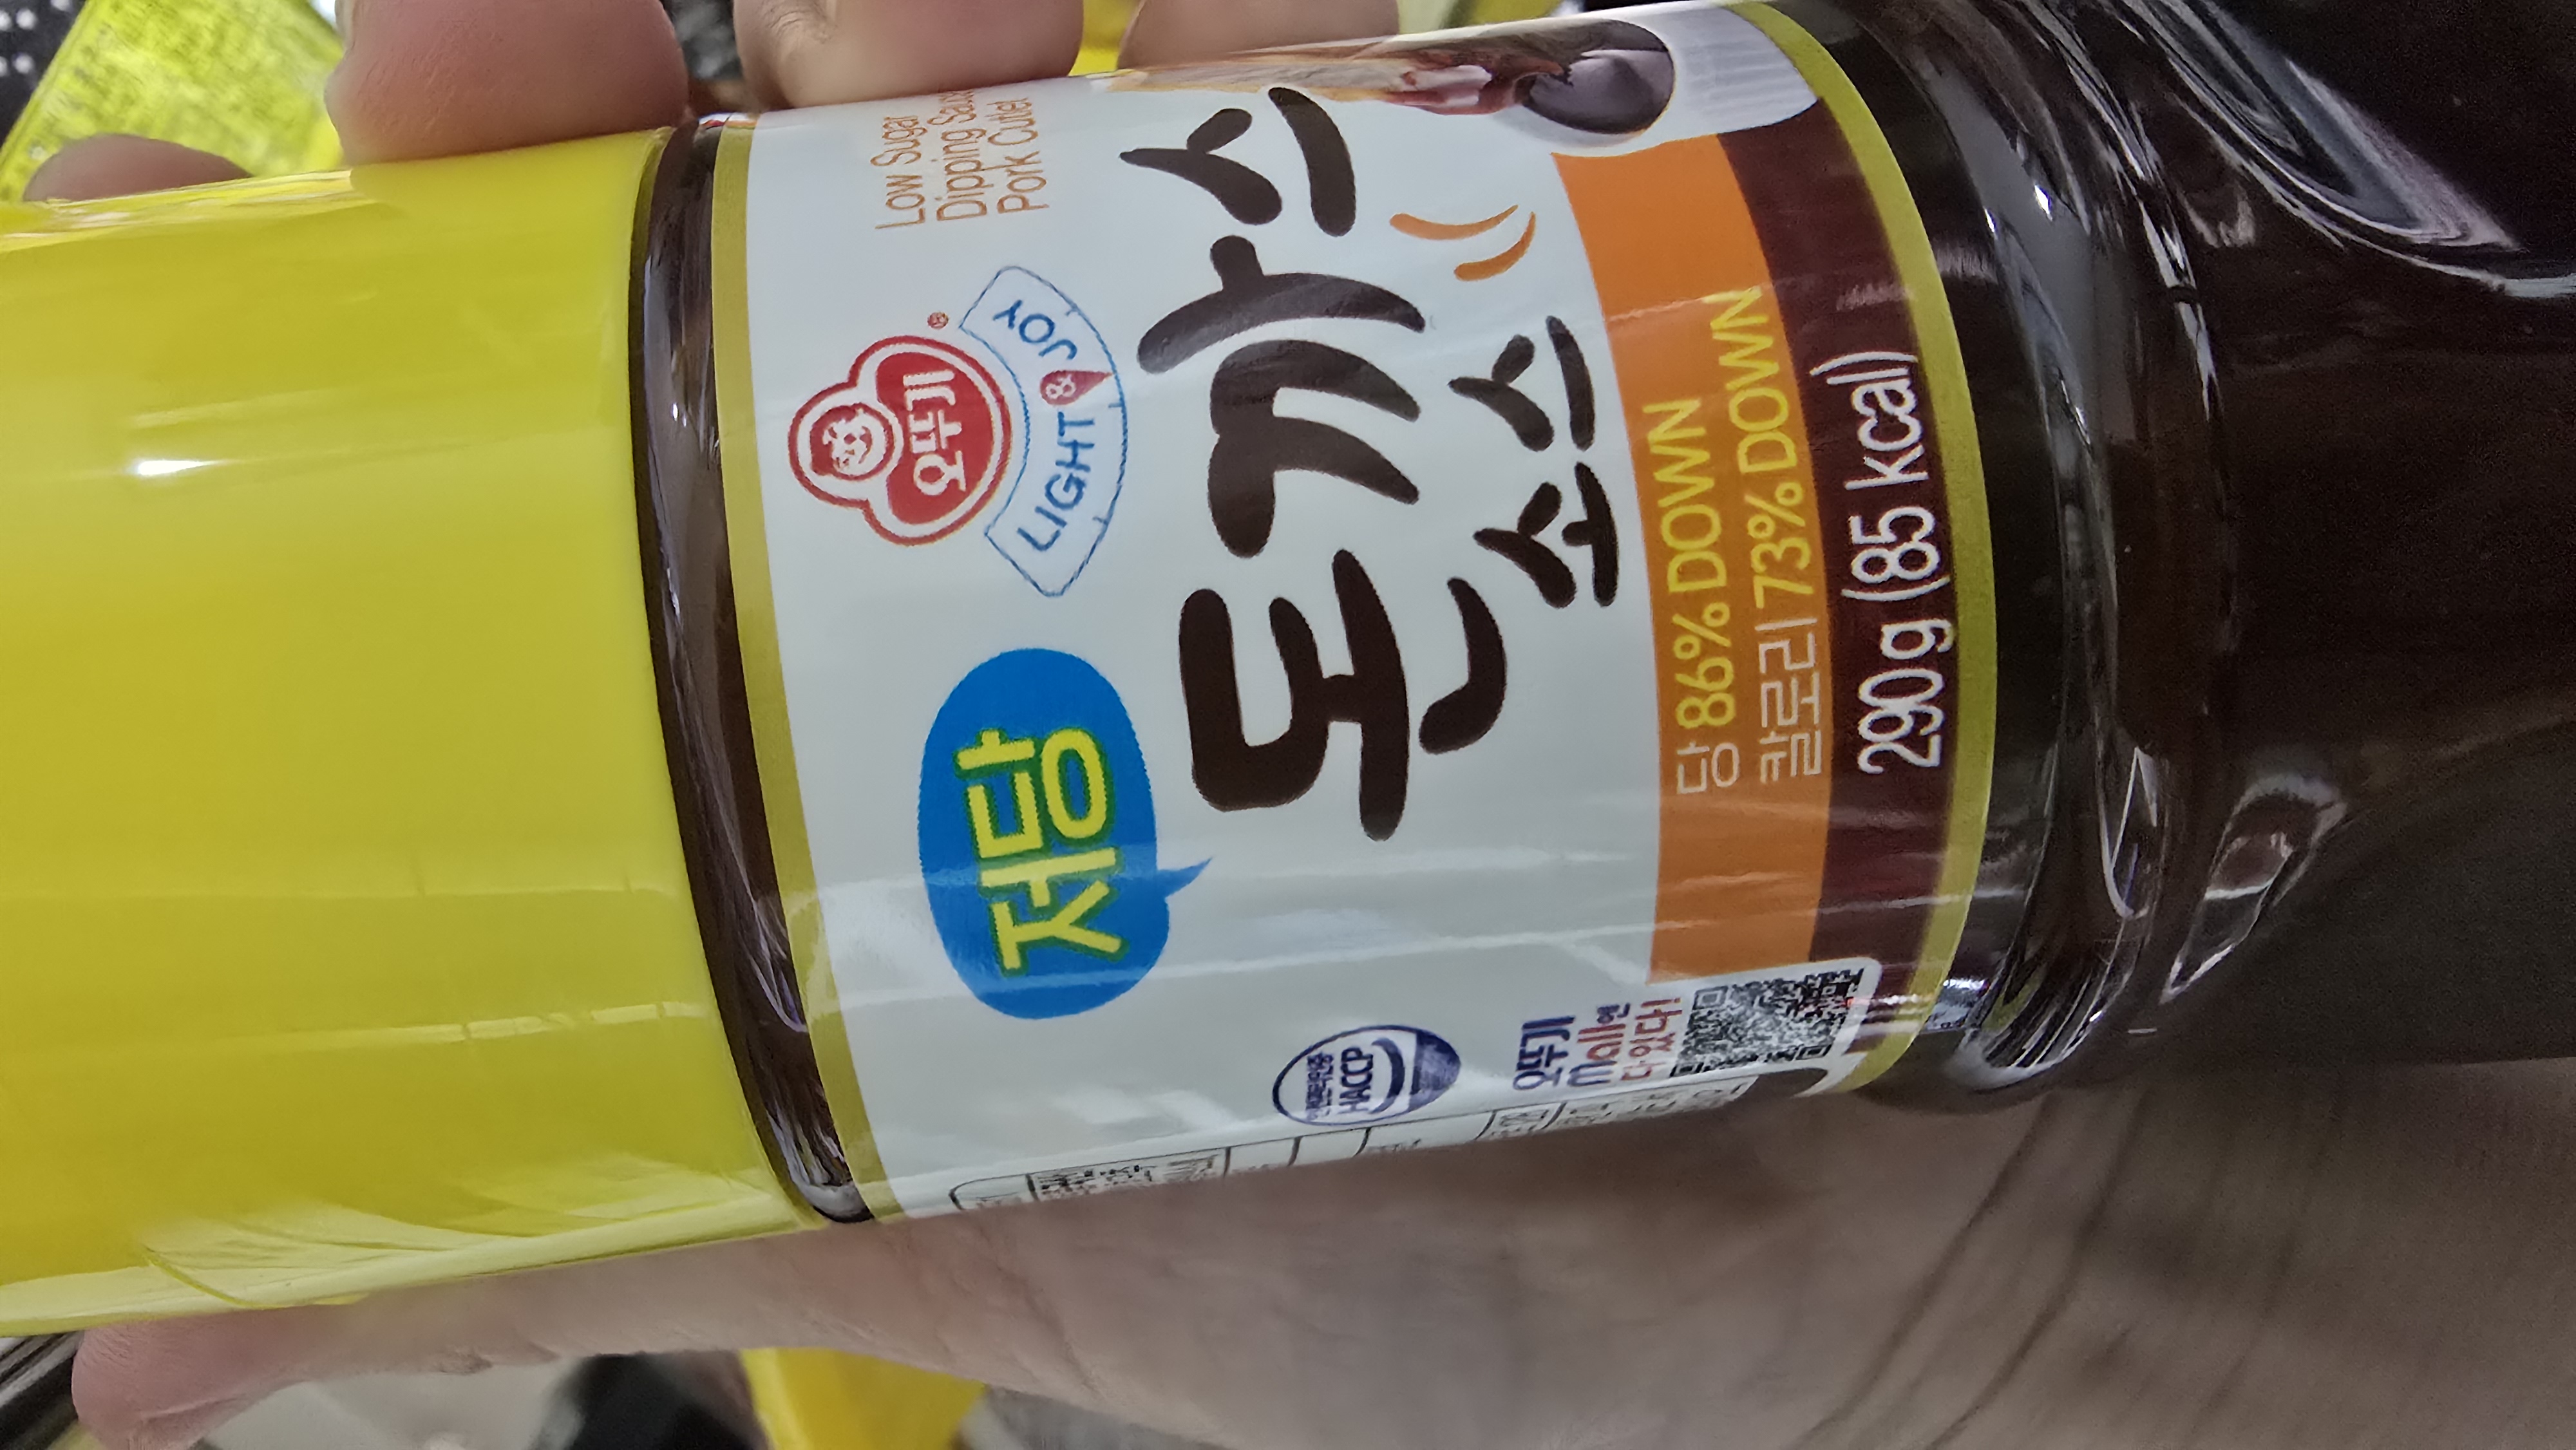 오뚜기
LIGHT & JOY
Low Sugar
Dipping Sauce
Pork Cutlet
저당
돈가스
소스
당 86% DOWN
칼로리 73% DOWN
290 g (85 kcal)
HACCP
오뚜기
mall에
다있다!